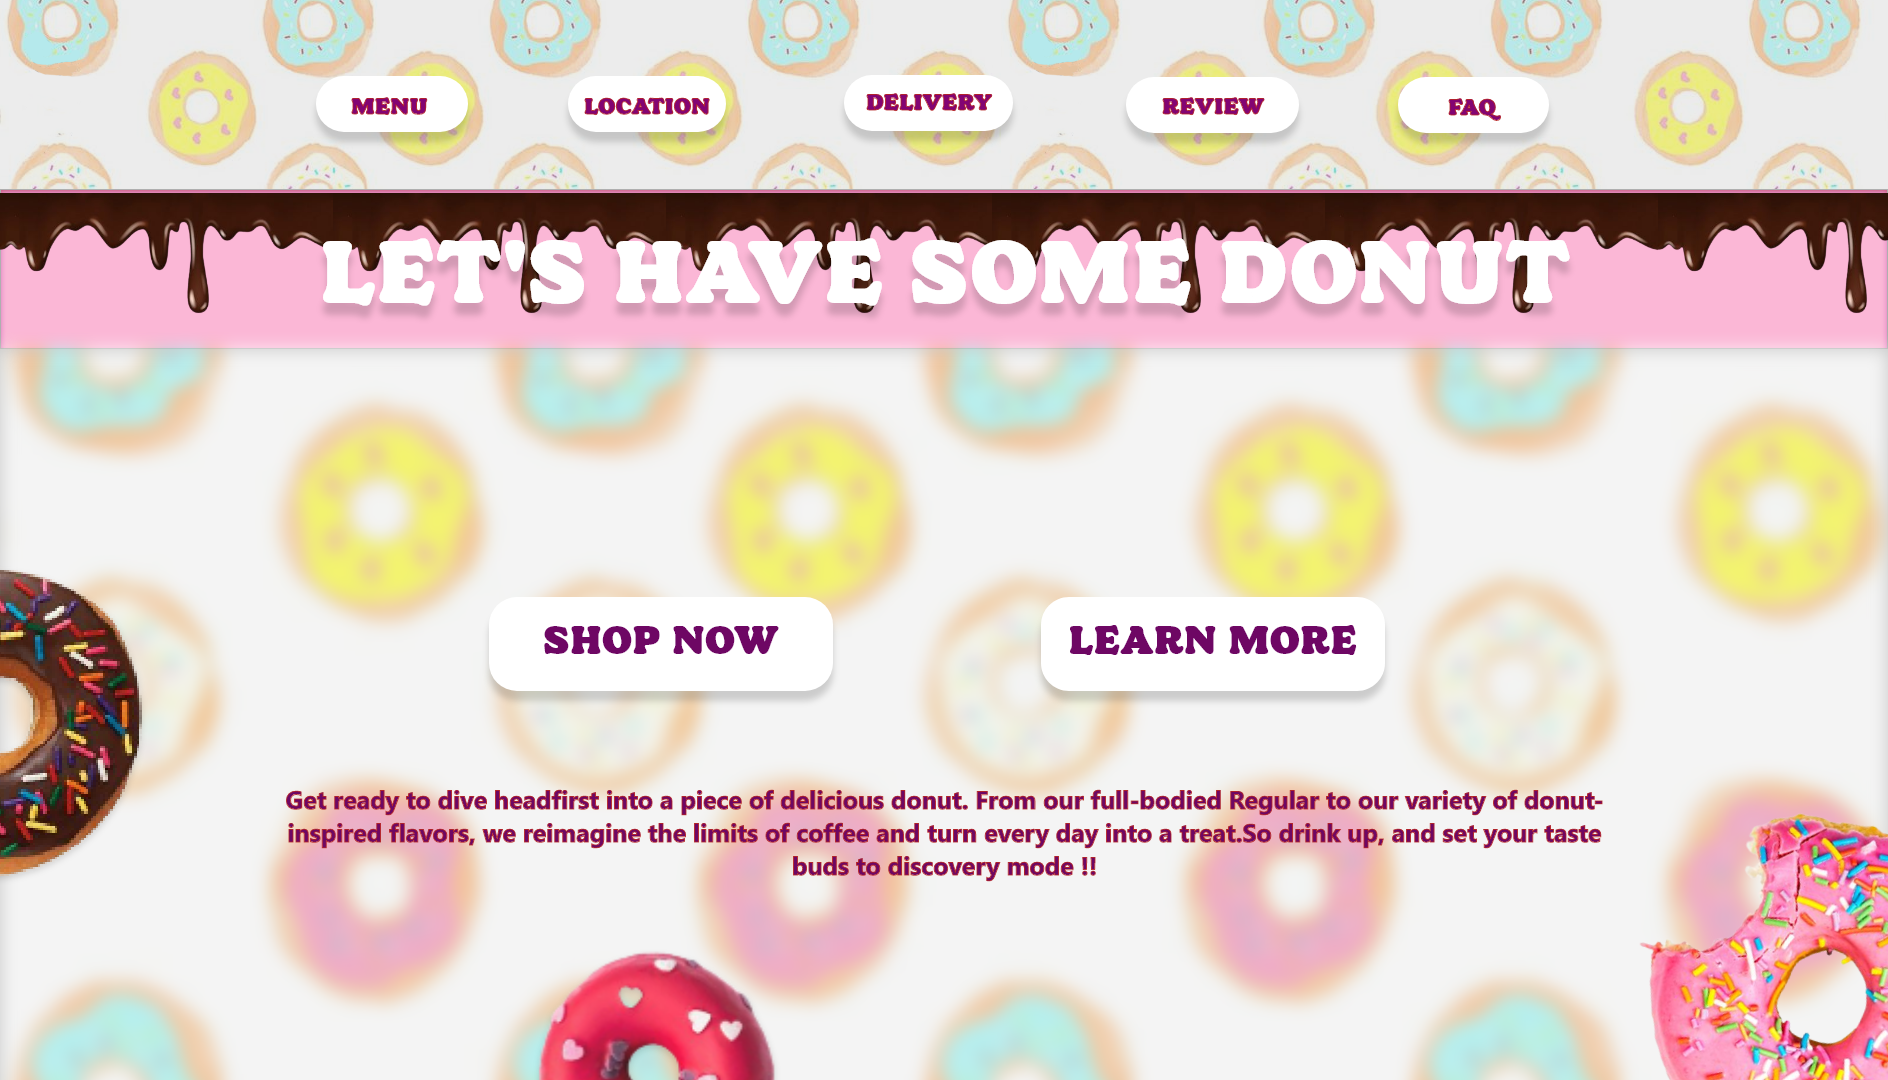 MENU
LOCATION
DELIVERY
REVIEW
FAQ
LET'S HAVE SOME DONUT
SHOP NOW
LEARN MORE
Get ready to dive headfirst into a piece of delicious donut. From our full-bodied Regular to our variety of donut-
inspired flavors, we reimagine the limits of coffee and turn every day into a treat.So drink up, and set your taste
buds to discovery mode !!